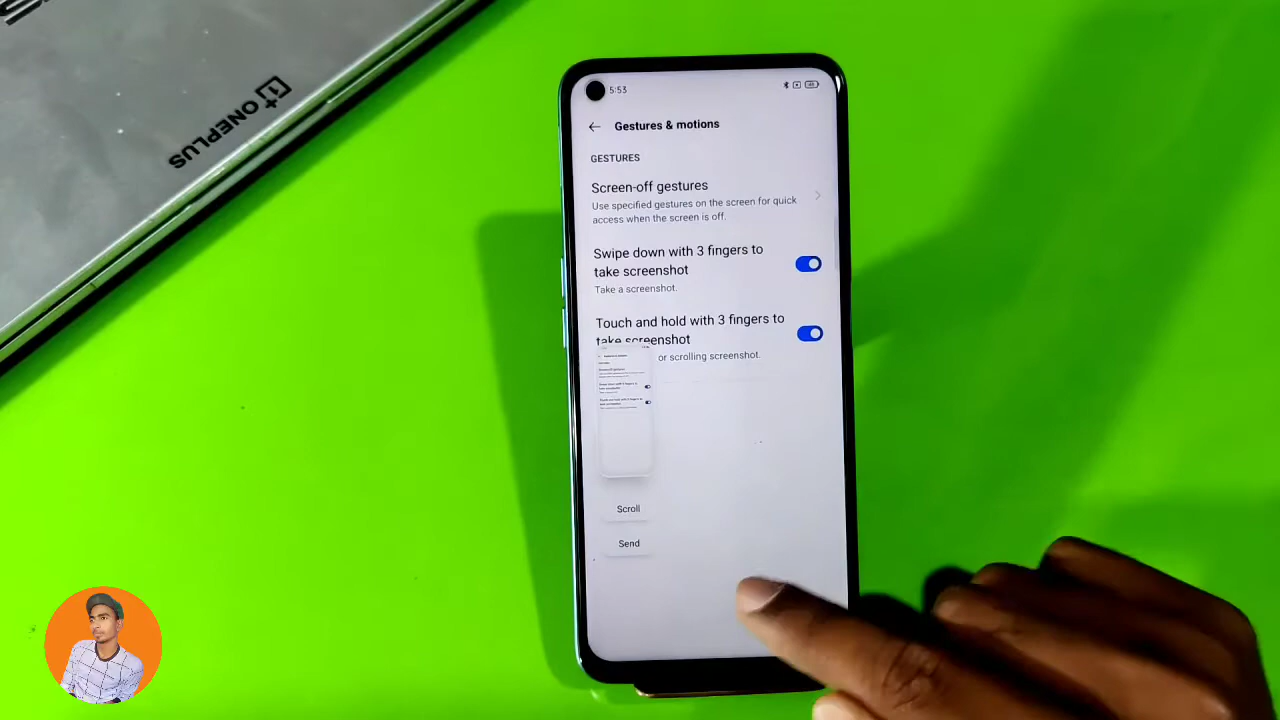 ONEPLUS
5:53
Gestures & motions
GESTURES
Screen-off gestures
Use specified gestures on the screen for quick
access when the screen is off.
Swipe down with 3 fingers to
take screenshot
Take a screenshot.
Touch and hold with 3 fingers to
take screenshot
or scrolling screenshot.
Scroll
Send